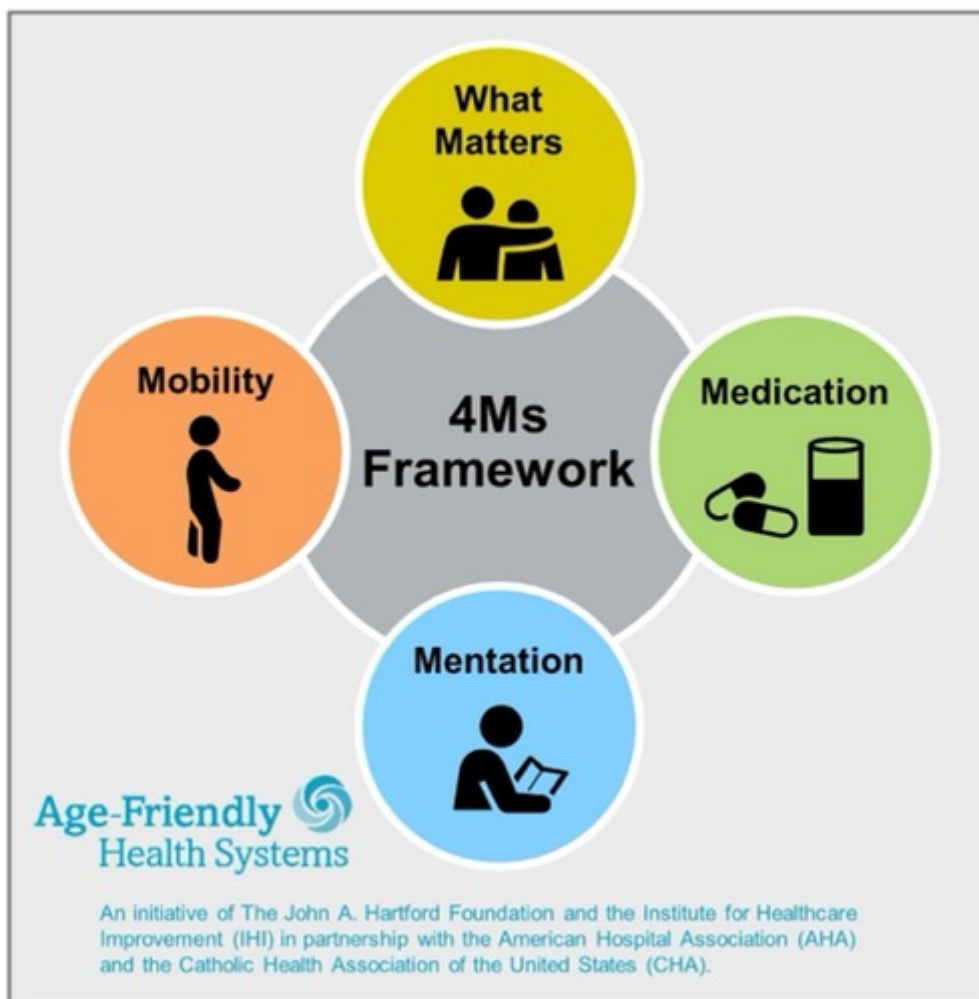 What
Matters
Mobility
4Ms
Framework
Medication
Mentation
Age-Friendly
Health Systems
An initiative of The John A. Hartford Foundation and the Institute for Healthcare
Improvement (IHI) in partnership with the American Hospital Association (AHA)
and the Catholic Health Association of the United States (CHA).